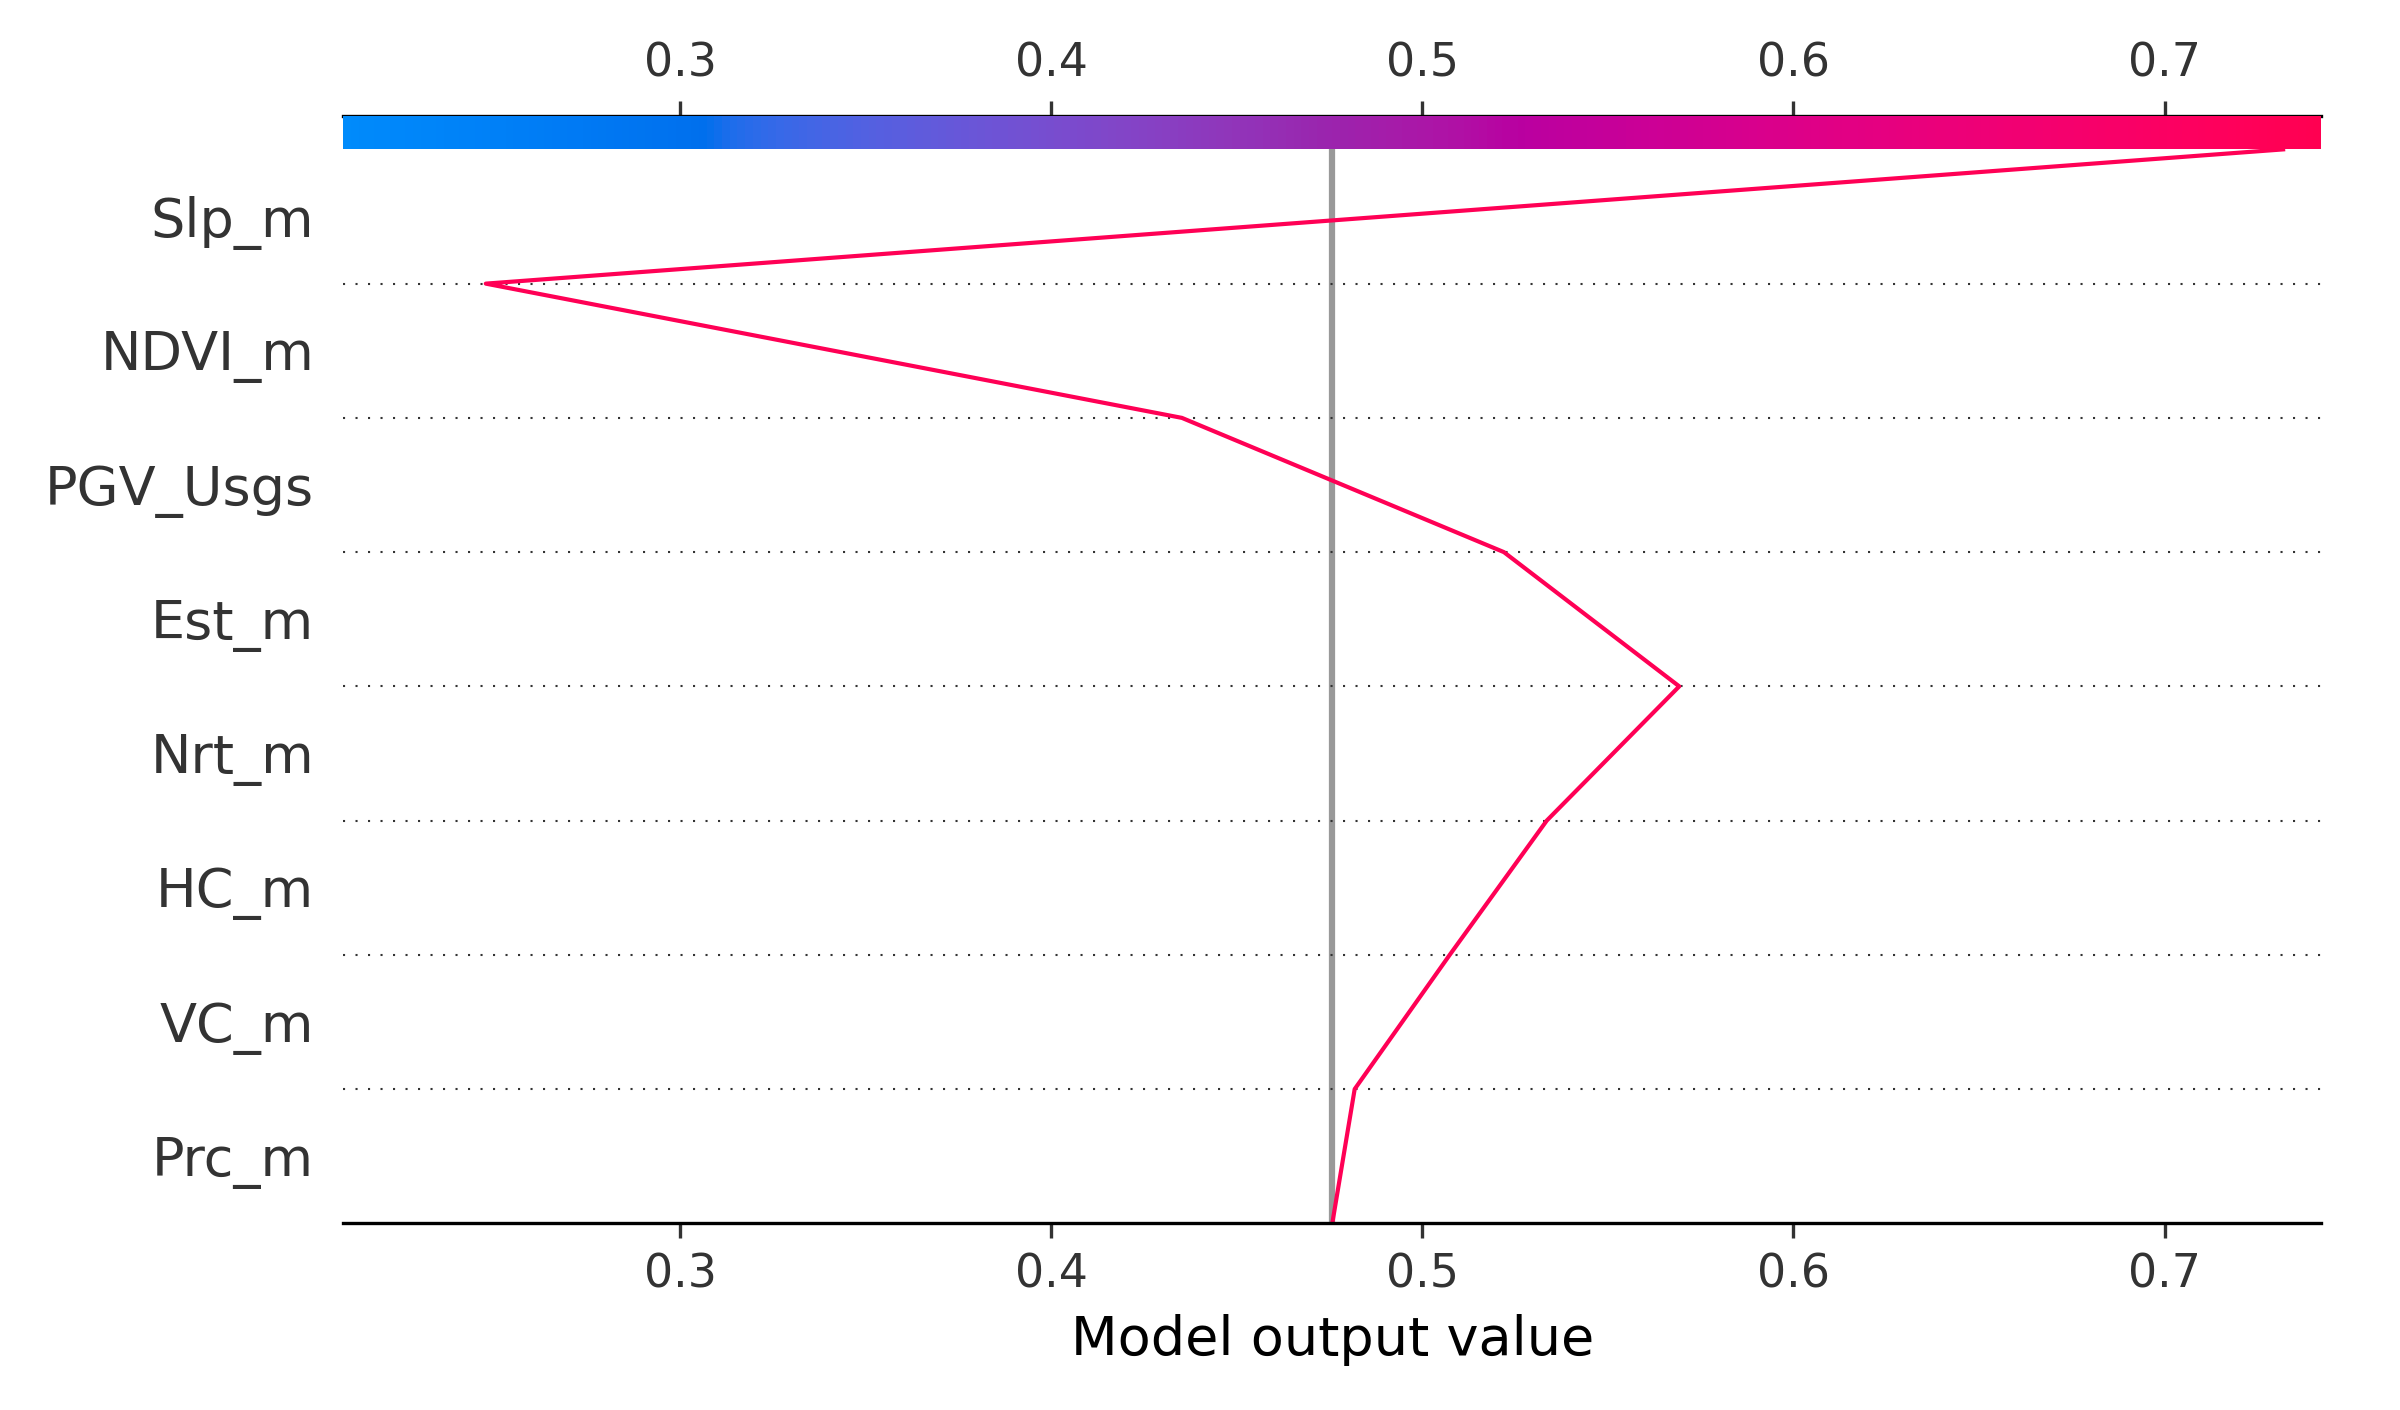 0.3 0.4 0.5 0.6 0.7
Slp_m
NDVI_m
PGV_Usgs
Est_m
Nrt_m
HC_m
VC_m
Prc_m
0.3 0.4 0.5 0.6 0.7
Model output value